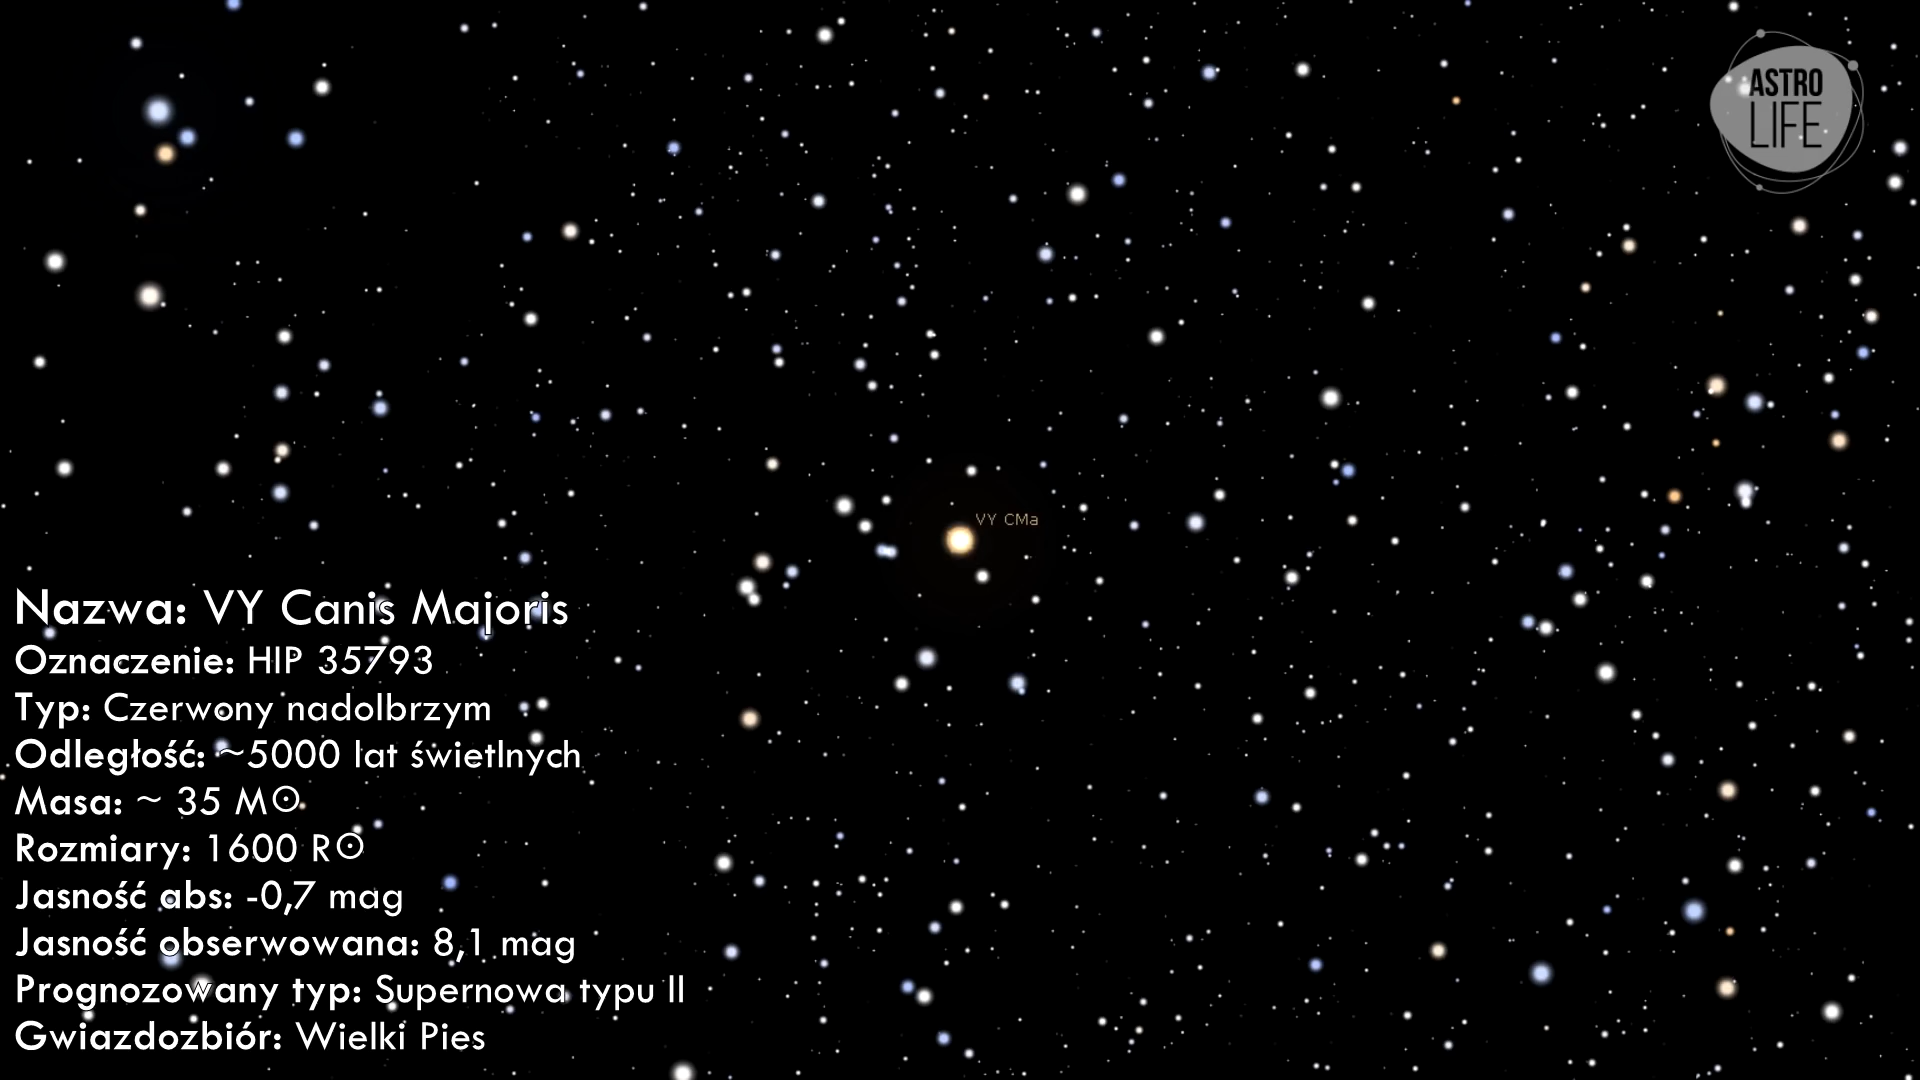 ASTRO
LIFE
VY CMa
Nazwa: VY Canis Majoris
Oznaczenie: HIP 35793
Typ: Czerwony nadolbrzym
Odległość: ~5000 lat świetlnych
Masa: ~ 35 M☉
Rozmiary: 1600 R☉
Jasność abs: -0,7 mag
Jasność obserwowana: 8,1 mag
Prognozowany typ: Supernowa typu II
Gwiazdozbiór: Wielki Pies